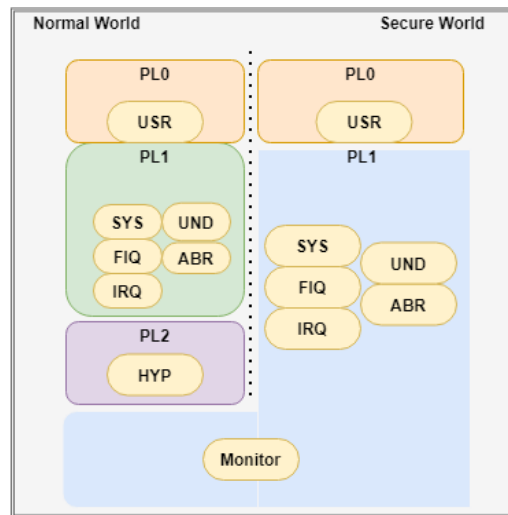 Normal World
Secure World
PL0
USR
PL0
USR
PL1
SYS
UND
FIQ
ABR
IRQ
PL1
SYS
UND
FIQ
ABR
IRQ
PL2
HYP
Monitor